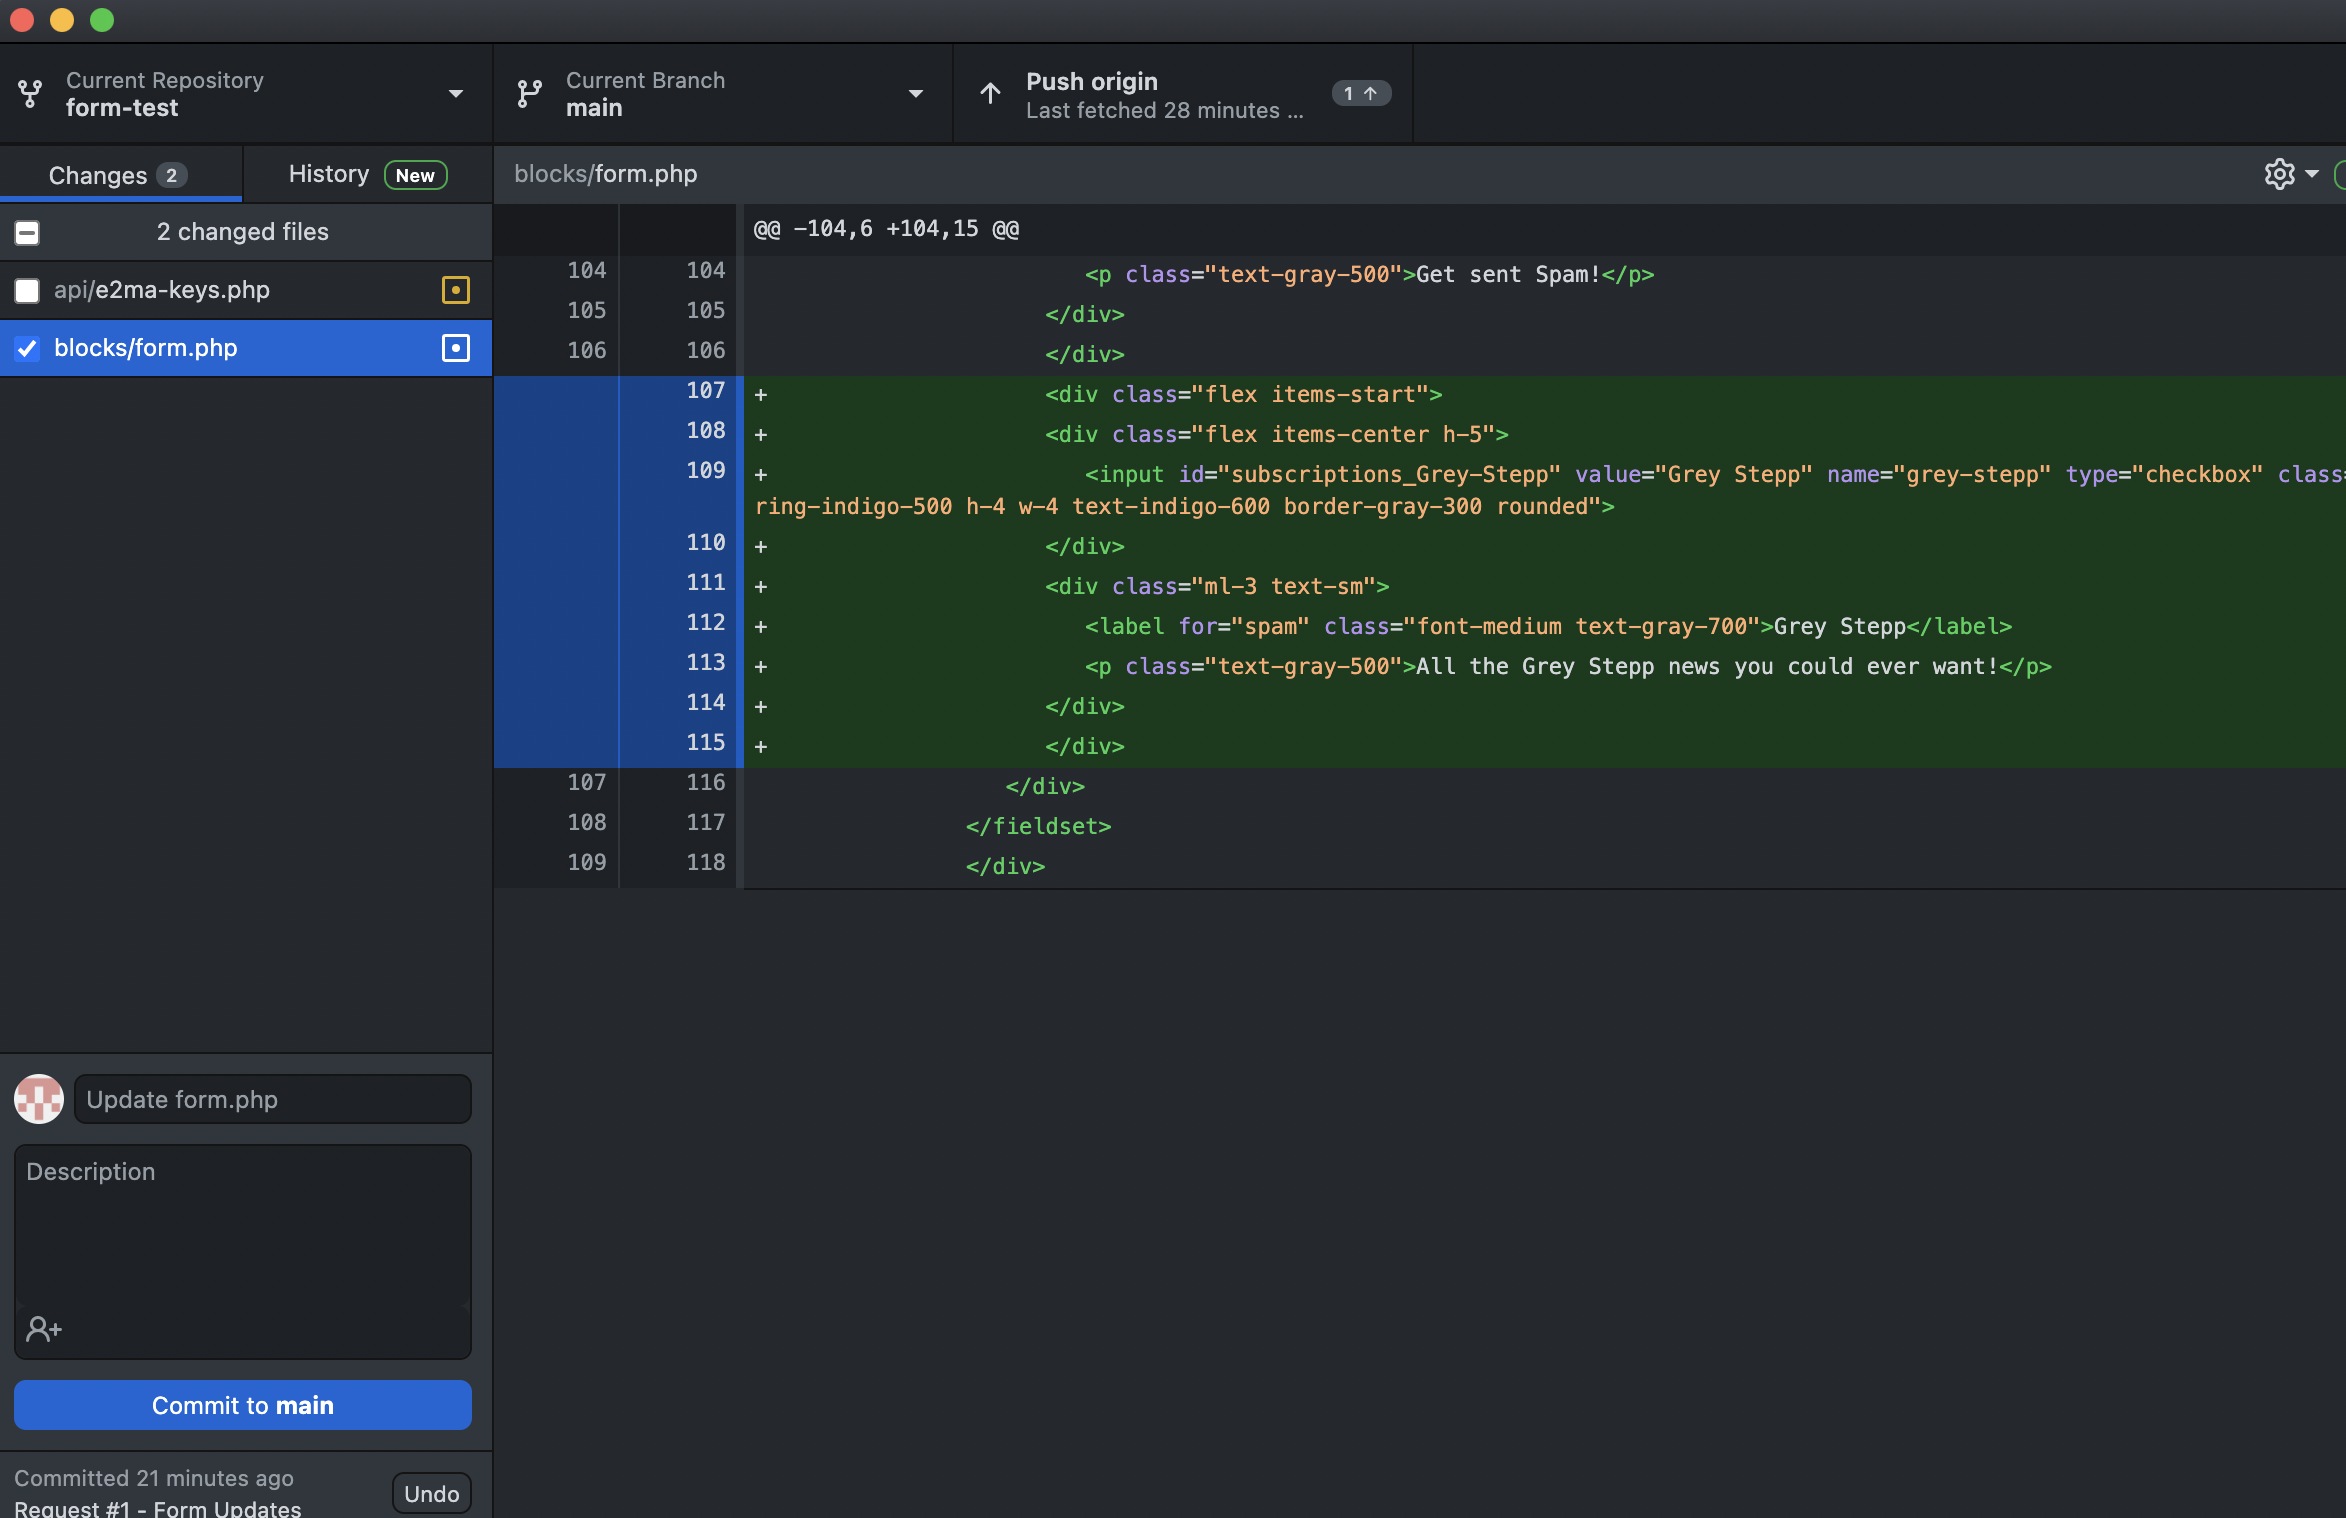 Current Repository
form-test
Current Branch
main
Push origin
Last fetched 28 minutes ...
1 ↑
Changes 2
History New
blocks/form.php
2 changed files
api/e2ma-keys.php
blocks/form.php
@@ -104,6 +104,15 @@
104 104 <p class="text-gray-500">Get sent Spam!</p>
105 105 </div>
106 106 </div>
107 + <div class="flex items-start">
108 + <div class="flex items-center h-5">
109 + <input id="subscriptions_Grey-Stepp" value="Grey Stepp" name="grey-stepp" type="checkbox" class=
ring-indigo-500 h-4 w-4 text-indigo-600 border-gray-300 rounded">
110 + </div>
111 + <div class="ml-3 text-sm">
112 + <label for="spam" class="font-medium text-gray-700">Grey Stepp</label>
113 + <p class="text-gray-500">All the Grey Stepp news you could ever want!</p>
114 + </div>
115 + </div>
107 116 </div>
108 117 </fieldset>
109 118 </div>
Update form.php
Description
Commit to main
Committed 21 minutes ago
Request #1 - Form Updates
Undo